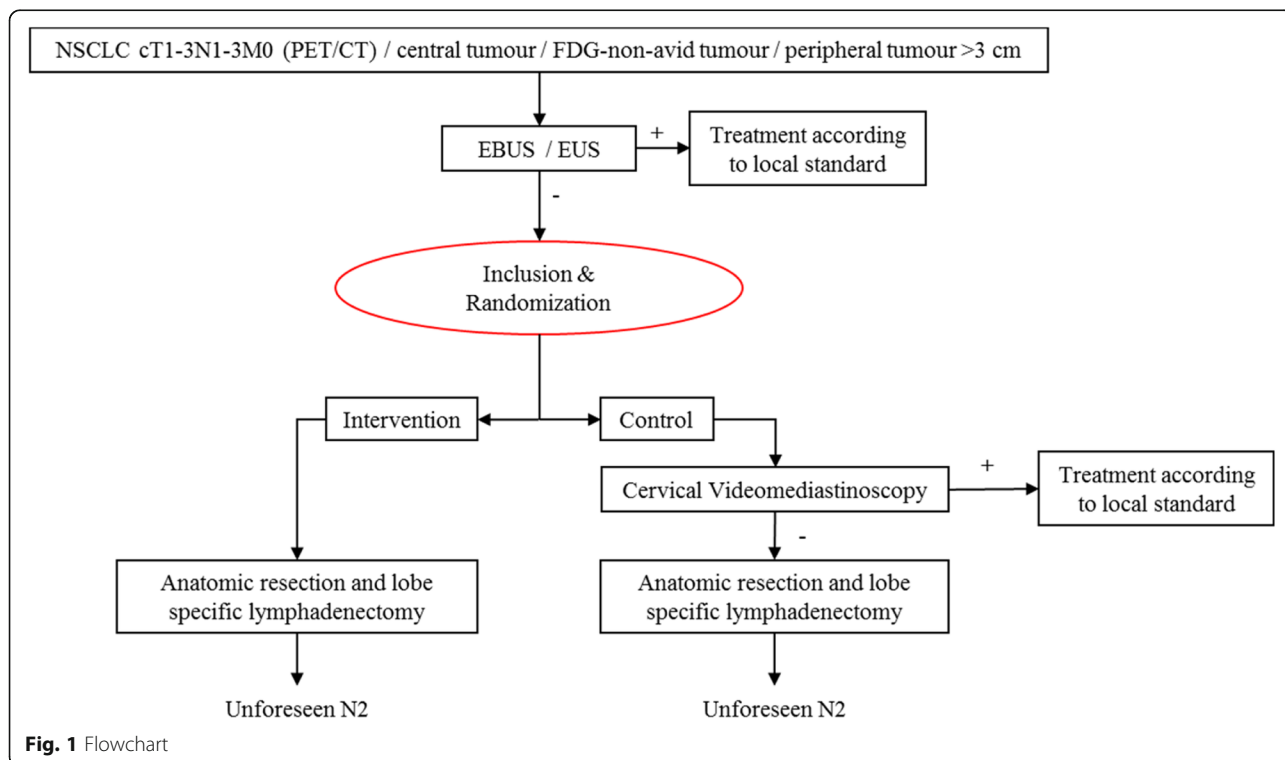 NSCLC cT1-3N1-3M0 (PET/CT) / central tumour / FDG-non-avid tumour / peripheral tumour >3 cm
EBUS / EUS
+
Treatment according
to local standard
-
Inclusion &
Randomization
Intervention
Control
Cervical Videomediastinoscopy
+
Treatment according
to local standard
-
Anatomic resection and lobe
specific lymphadenectomy
Anatomic resection and lobe
specific lymphadenectomy
Unforeseen N2
Unforeseen N2
Fig. 1 Flowchart